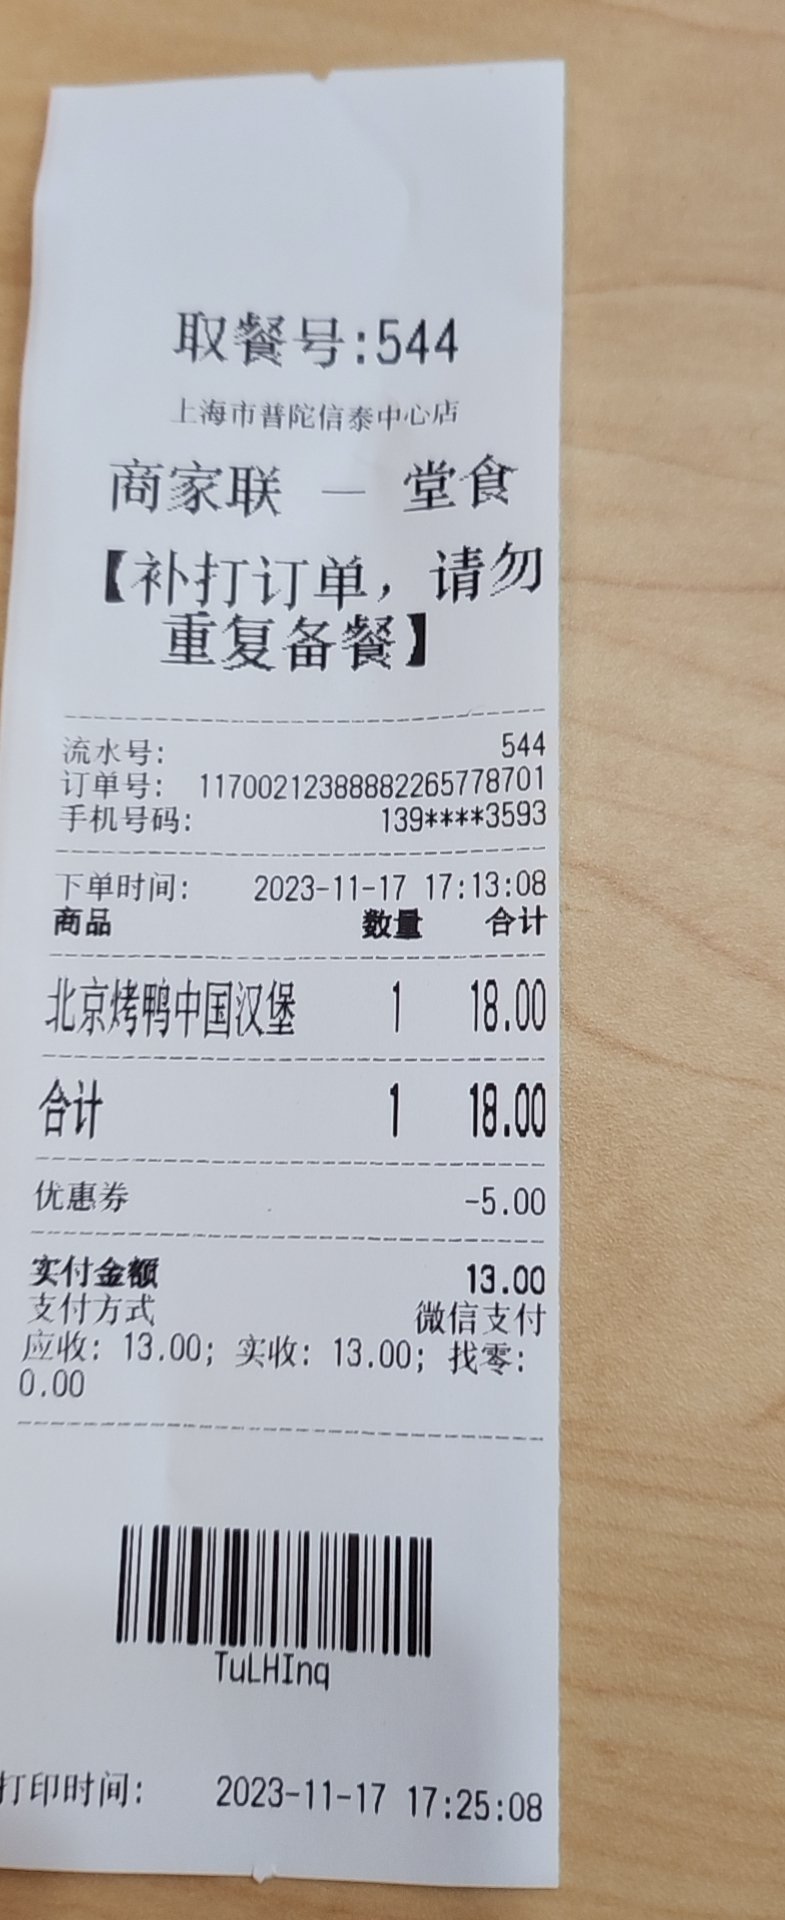 取餐号:544
上海市普陀信泰中心店
商家联 — 堂食
【补打订单，请勿
重复备餐】
流水号: 544
订单号: 11700212388882265778701
手机号码: 139****3593
下单时间: 2023-11-17 17:13:08
商品 数量 合计
北京烤鸭中国汉堡 1 18.00
合计 1 18.00
优惠券 -5.00
实付金额 13.00
支付方式 微信支付
应收: 13.00; 实收: 13.00; 找零:
0.00
TuLHInq
打印时间: 2023-11-17 17:25:08